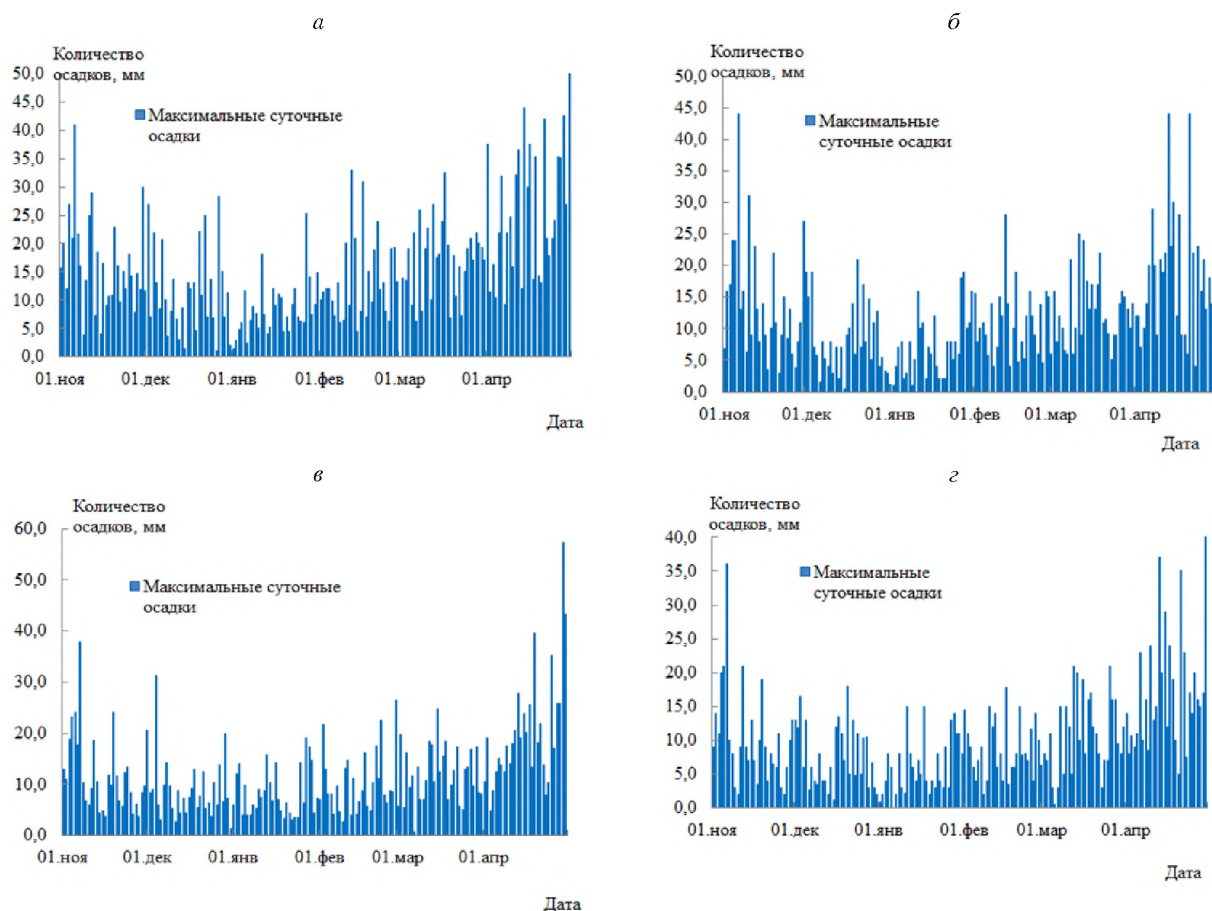 а
Количество
осадков, мм
50,0
45,0
40,0
35,0
30,0
25,0
20,0
15,0
10,0
5,0
0,0
Максимальные суточные
осадки
01.ноя 01.дек 01.янв 01.фев 01.мар 01.апр
Дата
б
Количество
осадков, мм
50,0
45,0
40,0
35,0
30,0
25,0
20,0
15,0
10,0
5,0
0,0
Максимальные
суточные осадки
01.ноя 01.дек 01.янв 01.фев 01.мар 01.апр
Дата
в
Количество
осадков, мм
60,0
50,0
40,0
30,0
20,0
10,0
0,0
Максимальные суточные
осадки
01.ноя 01.дек 01.янв 01.фев 01.мар 01.апр
Дата
г
Количество
осадков, мм
40,0
35,0
30,0
25,0
20,0
15,0
10,0
5,0
0,0
Максимальные
суточные осадки
01.ноя 01.дек 01.янв 01.фев 01.мар 01.апр
Дата